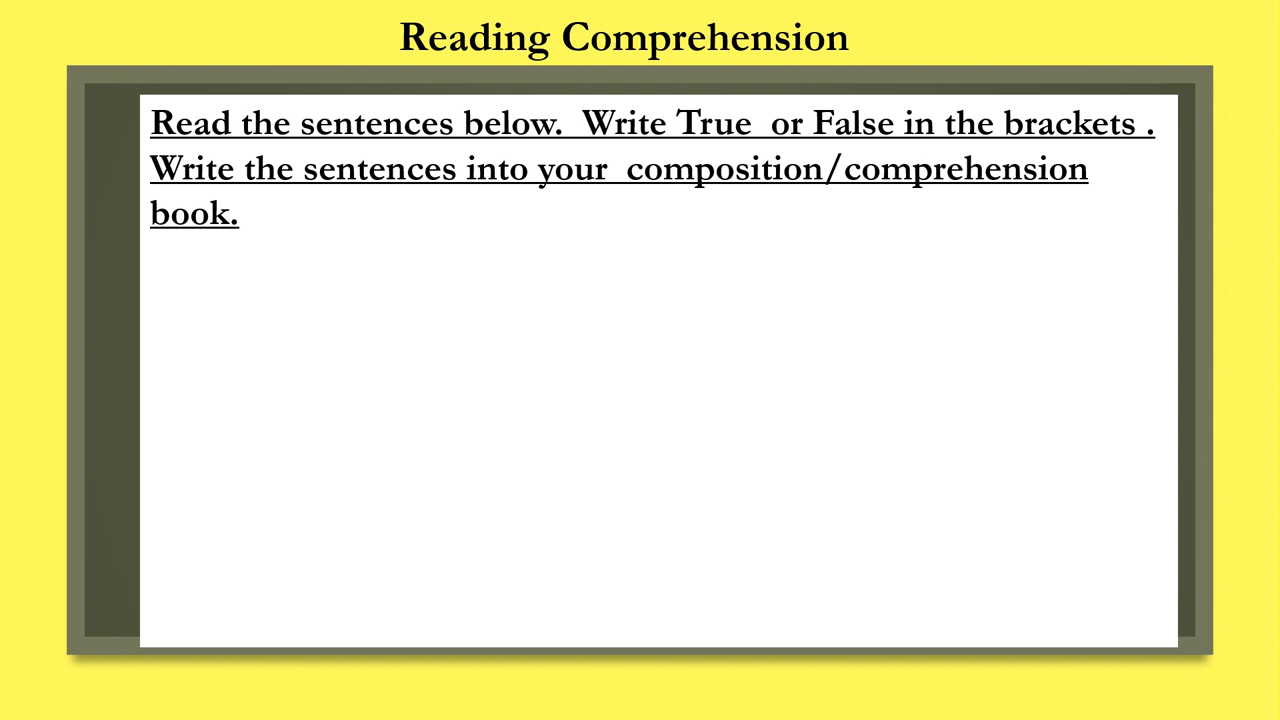 Reading Comprehension
Read the sentences below.  Write True  or False in the brackets .
Write the sentences into your  composition/comprehension
book.